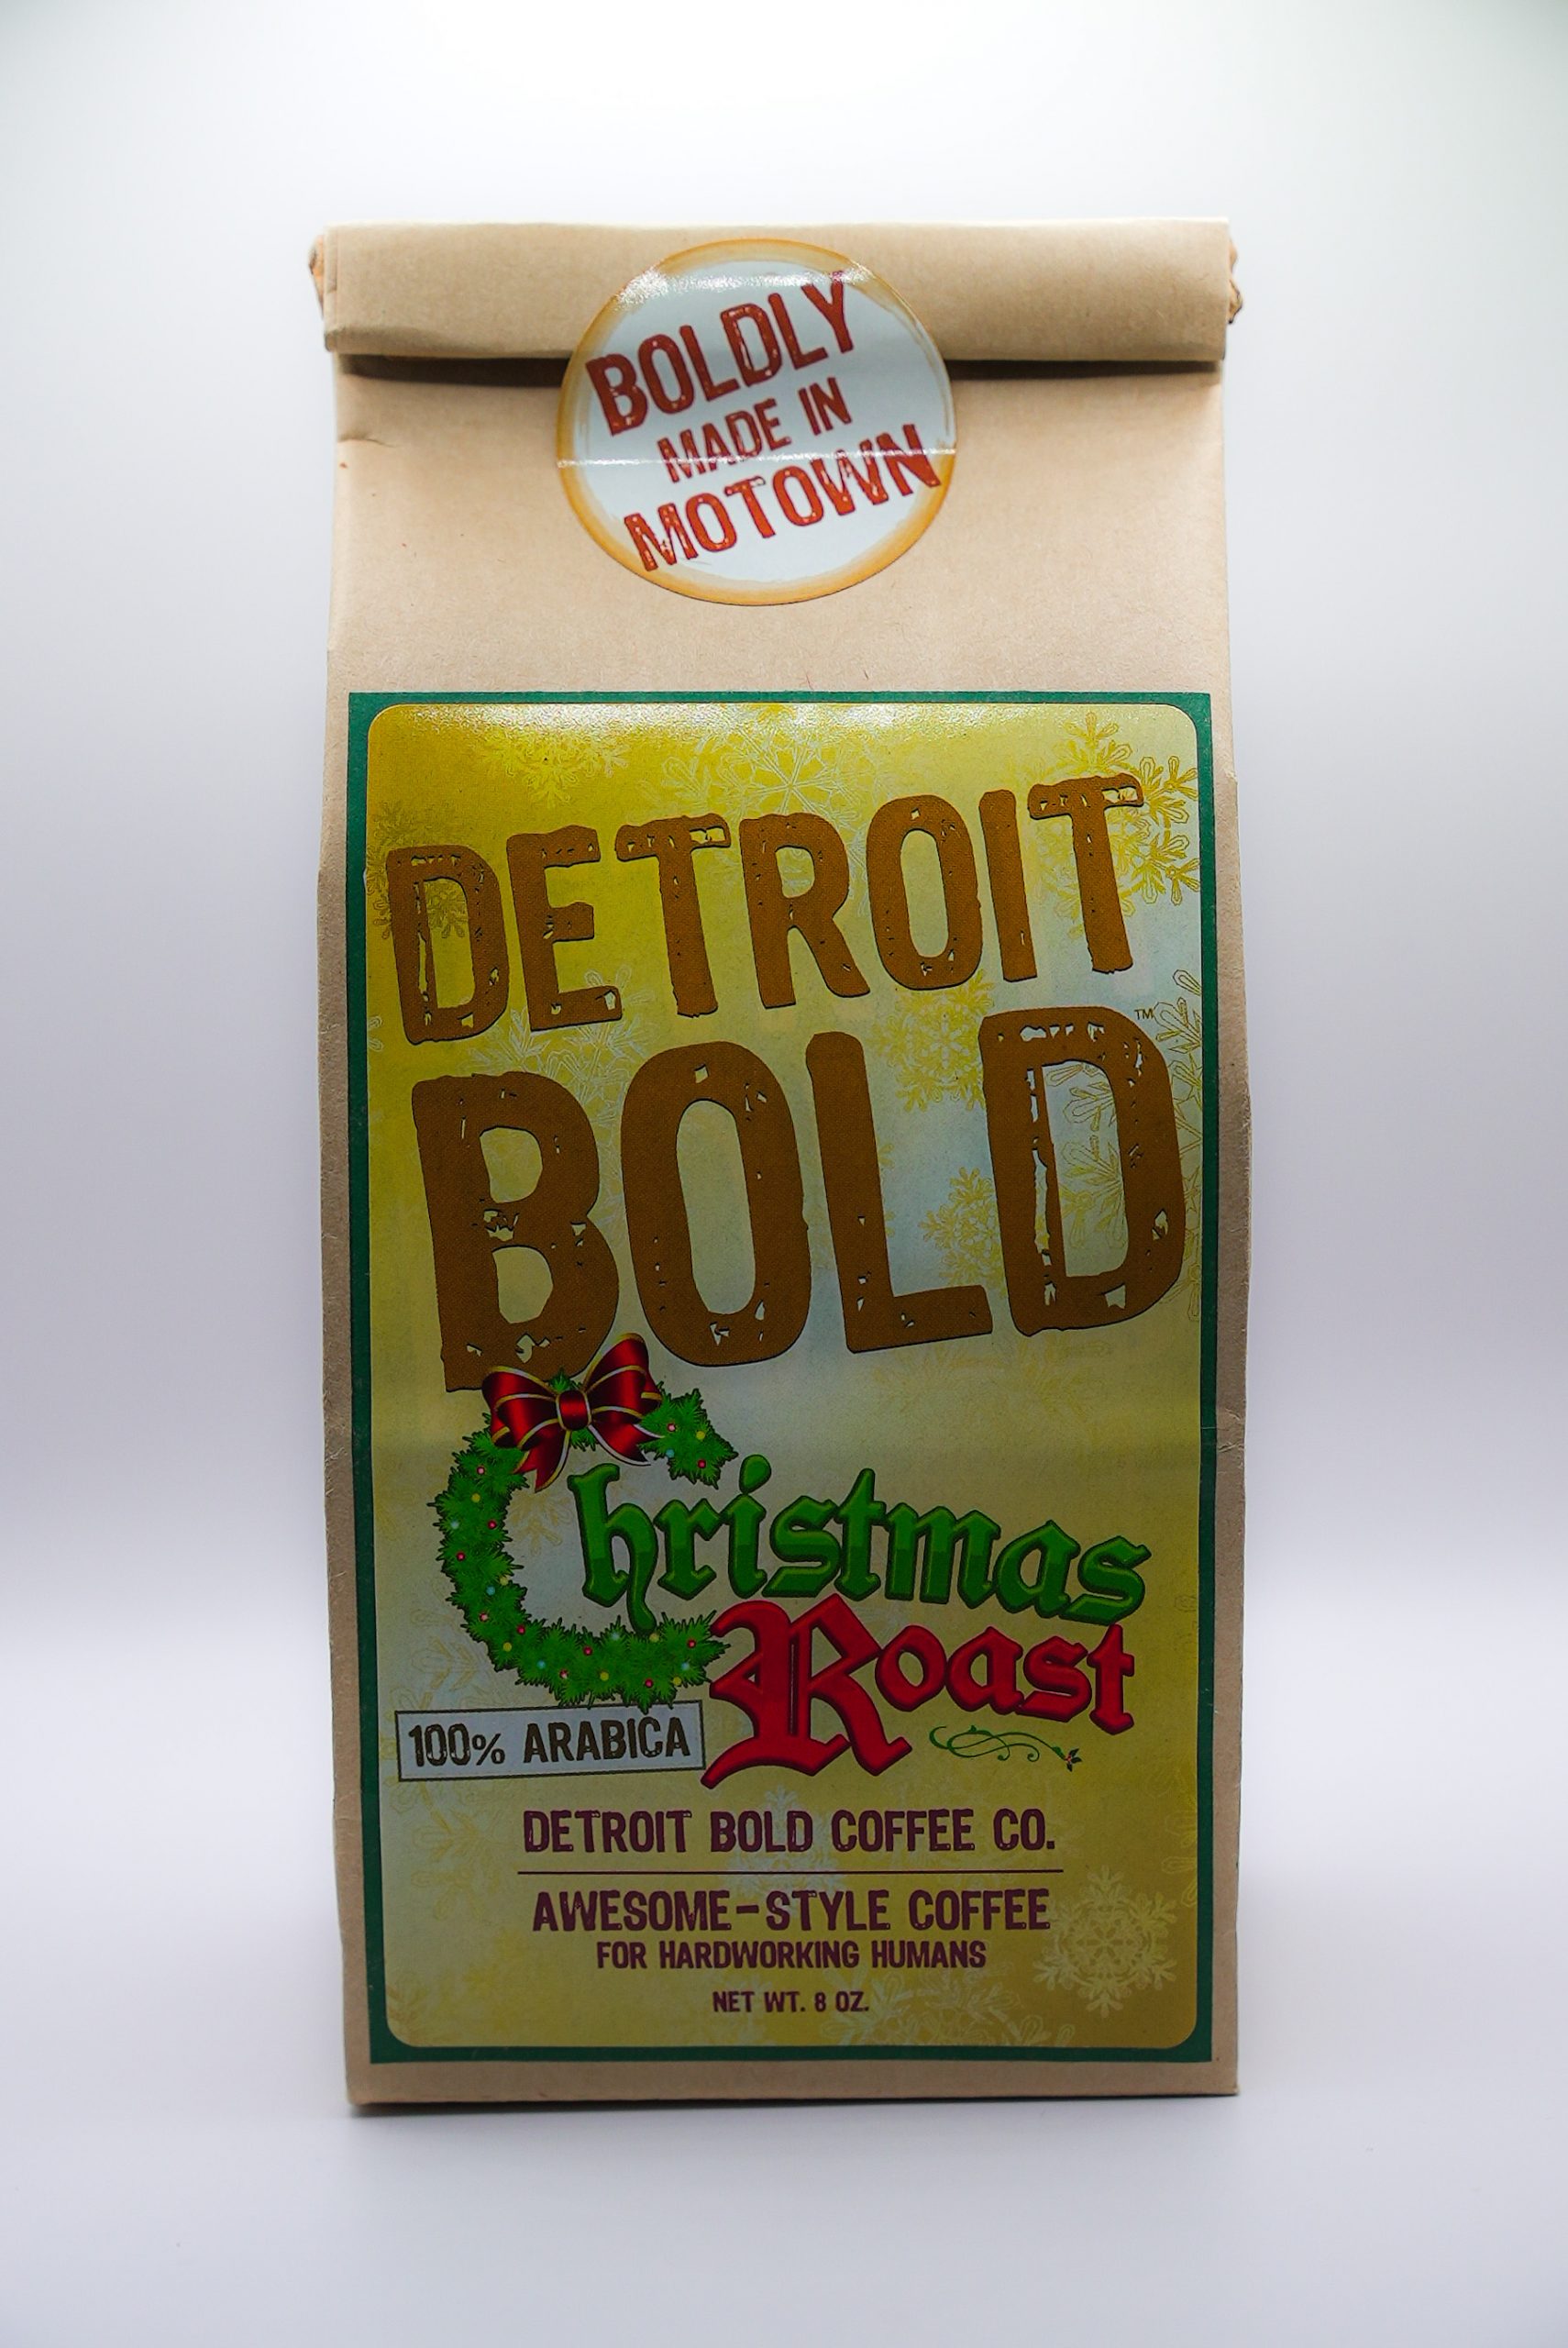 BOLDLY
MADE IN
MOTOWN
DETROIT
BOLD™
Christmas
Roast
100% ARABICA
DETROIT BOLD COFFEE CO.
AWESOME-STYLE COFFEE
FOR HARDWORKING HUMANS
NET WT. 8 OZ.